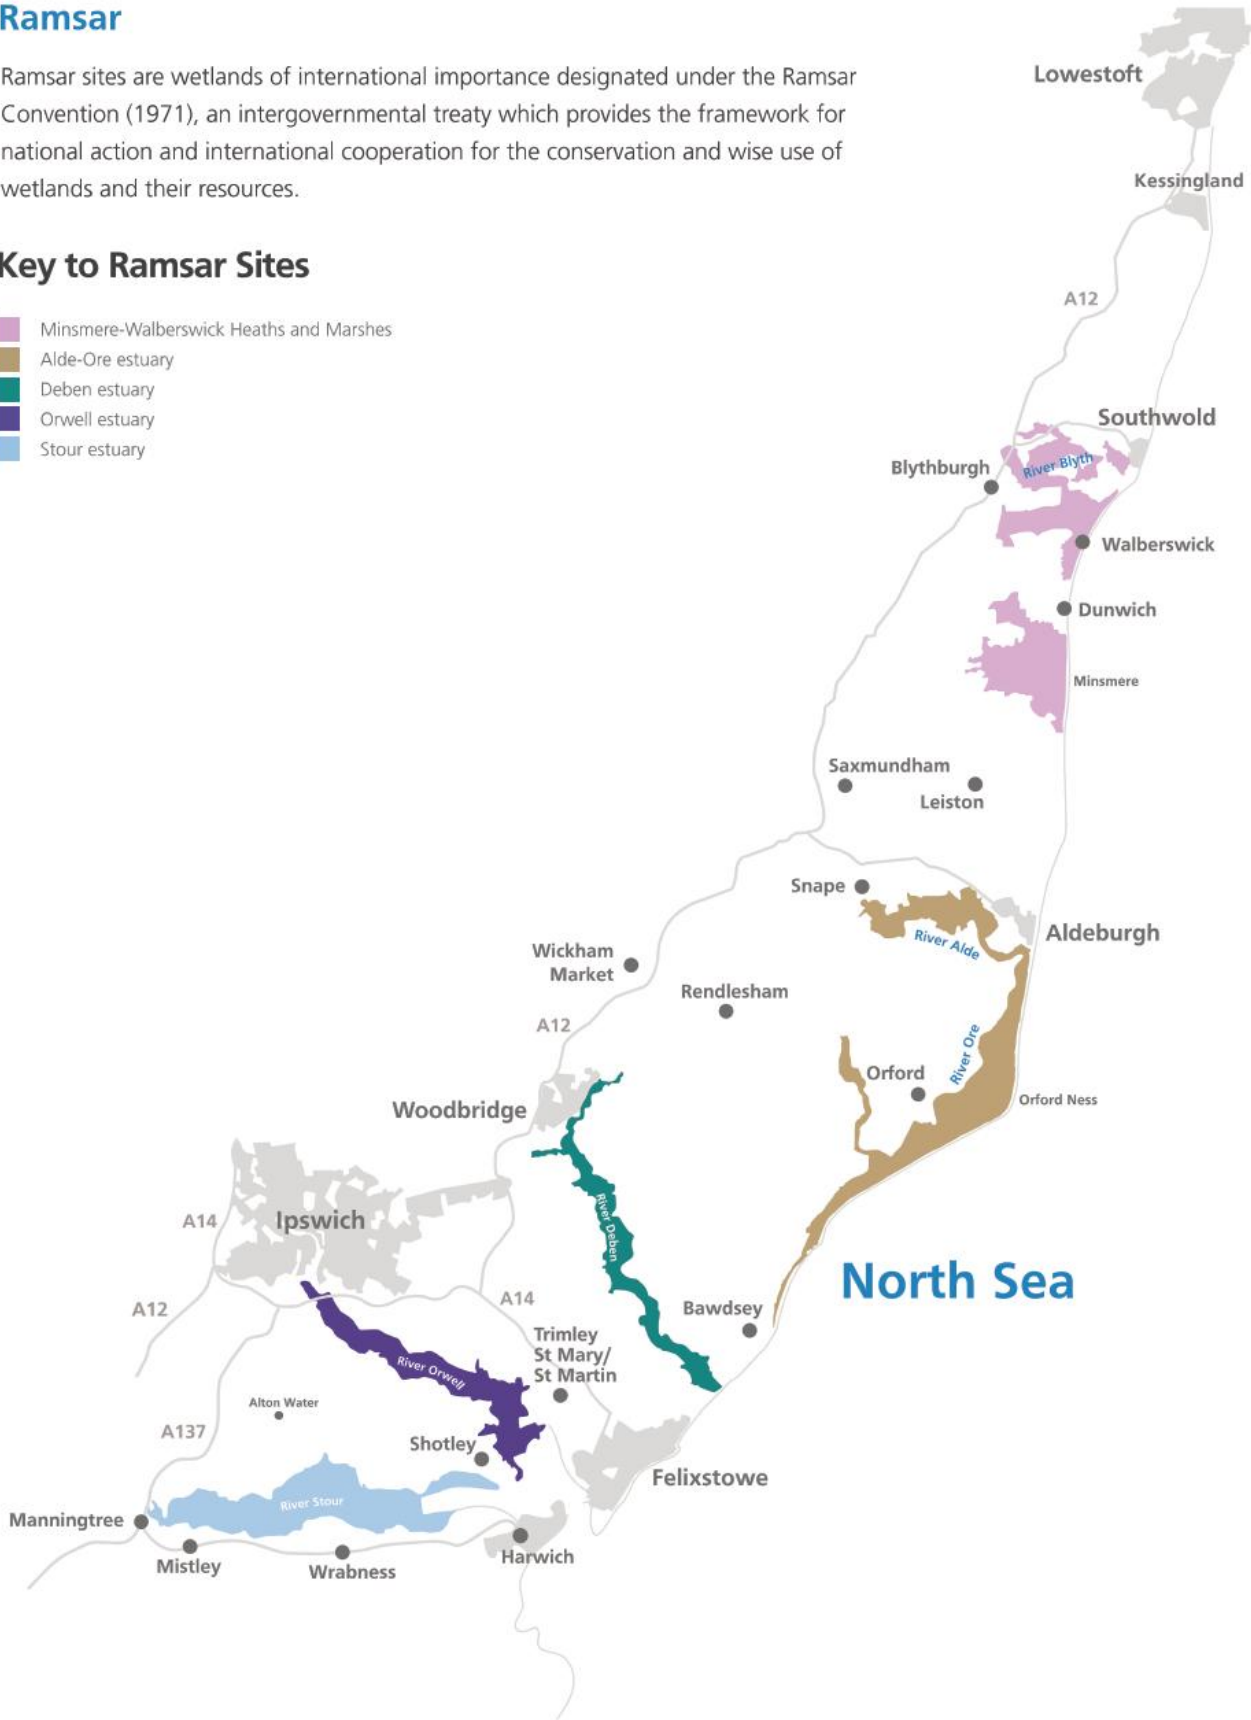 Ramsar
Ramsar sites are wetlands of international importance designated under the Ramsar
Convention (1971), an intergovernmental treaty which provides the framework for
national action and international cooperation for the conservation and wise use of
wetlands and their resources.
Key to Ramsar Sites
Minsmere-Walberswick Heaths and Marshes
Alde-Ore estuary
Deben estuary
Orwell estuary
Stour estuary
Lowestoft
Kessingland
A12
Southwold
Blythburgh
River Blyth
Walberswick
Dunwich
Minsmere
Saxmundham
Leiston
Snape
Aldeburgh
River Alde
Wickham
Market
Rendlesham
A12
River Ore
Orford
Orford Ness
Woodbridge
River Deben
Ipswich
A14
North Sea
A12
A14
Bawdsey
Trimley
St Mary/
St Martin
River Orwell
Alton Water
A137
Shotley
Felixstowe
River Stour
Manningtree
Mistley
Wrabness
Harwich